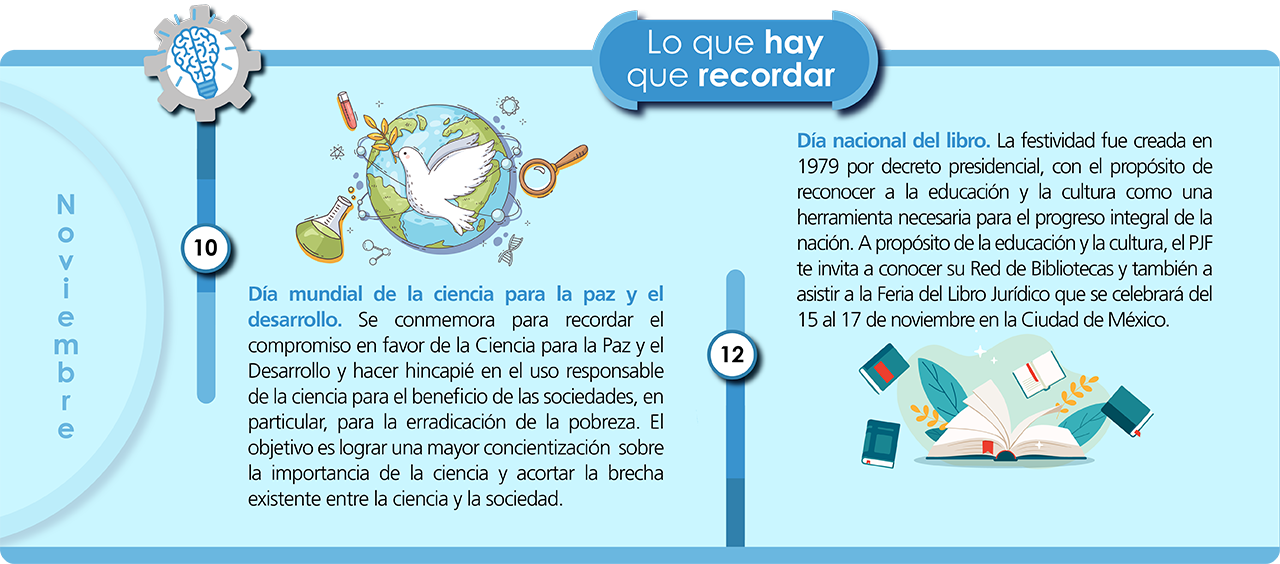 Lo que hay
que recordar
Noviembre
10
Día mundial de la ciencia para la paz y el
desarrollo. Se conmemora para recordar el
compromiso en favor de la Ciencia para la Paz y el
Desarrollo y hacer hincapié en el uso responsable
de la ciencia para el beneficio de las sociedades, en
particular, para la erradicación de la pobreza. El
objetivo es lograr una mayor concientización sobre
la importancia de la ciencia y acortar la brecha
existente entre la ciencia y la sociedad.
12
Día nacional del libro. La festividad fue creada en
1979 por decreto presidencial, con el propósito de
reconocer a la educación y la cultura como una
herramienta necesaria para el progreso integral de la
nación. A propósito de la educación y la cultura, el PJF
te invita a conocer su Red de Bibliotecas y también a
asistir a la Feria del Libro Jurídico que se celebrará del
15 al 17 de noviembre en la Ciudad de México.